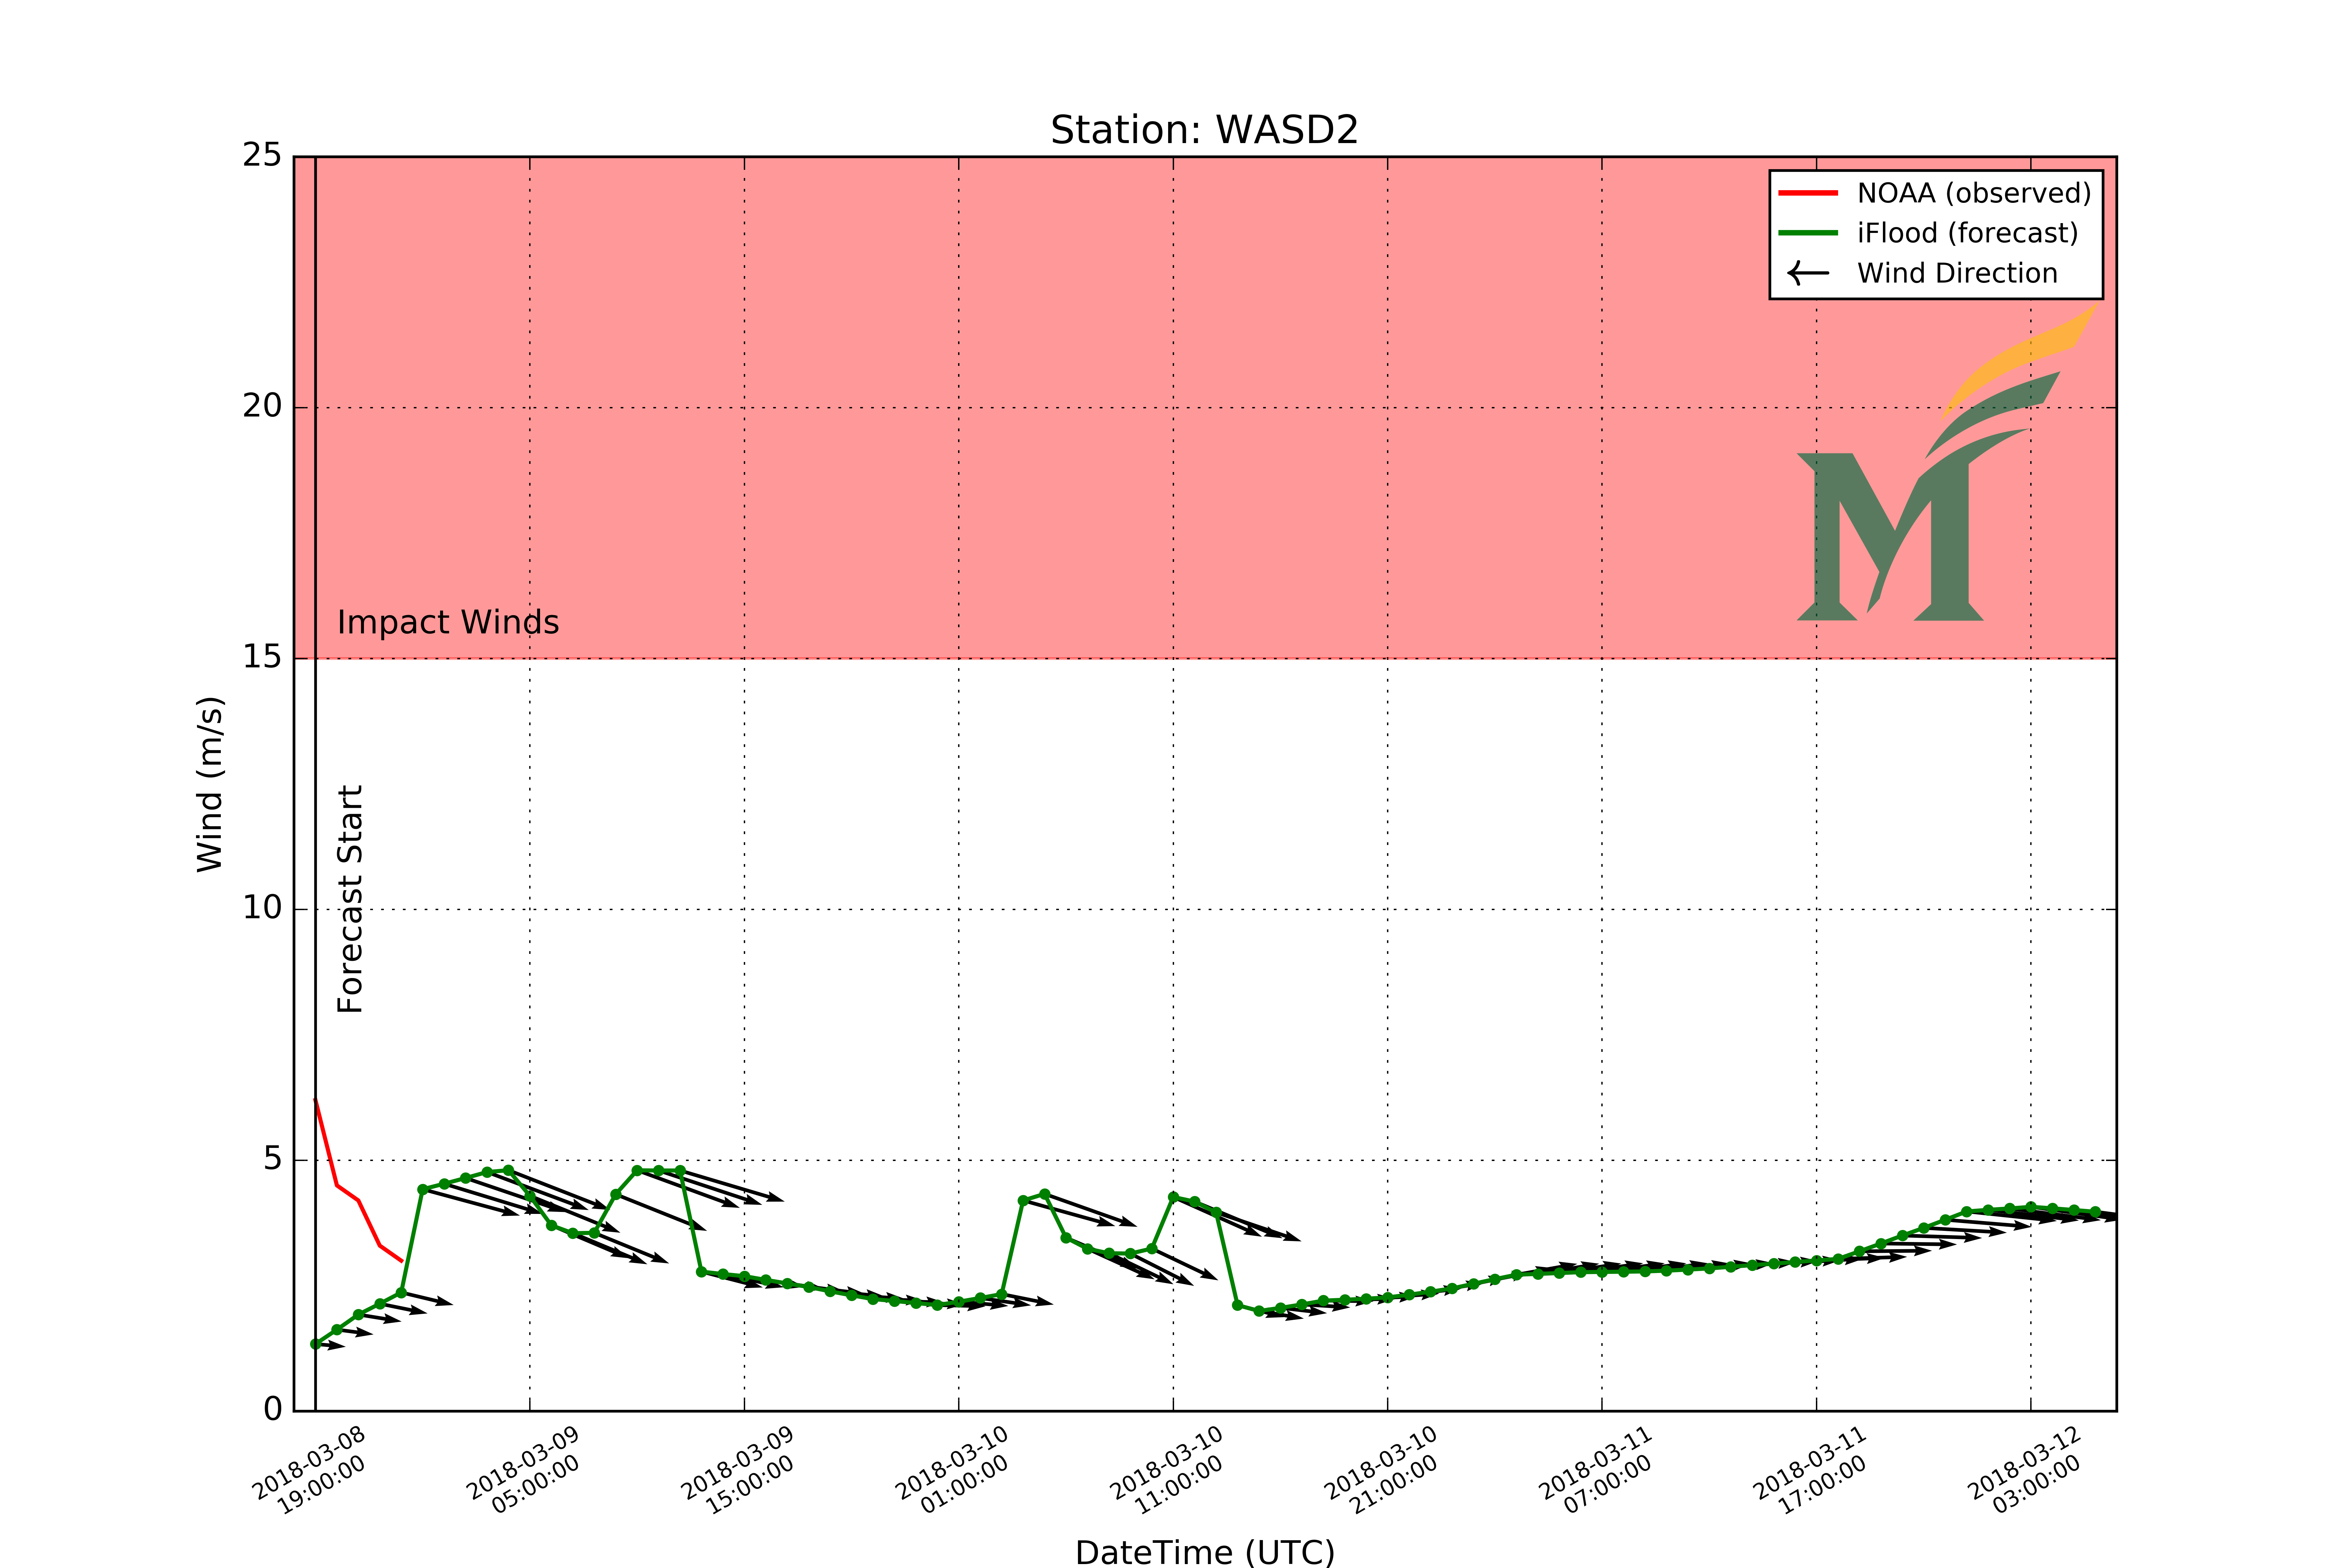 Station: WASD2
25
20
15
10
5
0
Wind (m/s)
NOAA (observed)
iFlood (forecast)
Wind Direction
M
Impact Winds
Forecast Start
2018-03-08
19:00:00
2018-03-09
05:00:00
2018-03-09
15:00:00
2018-03-10
01:00:00
2018-03-10
11:00:00
2018-03-10
21:00:00
2018-03-11
07:00:00
2018-03-11
17:00:00
2018-03-12
03:00:00
DateTime (UTC)